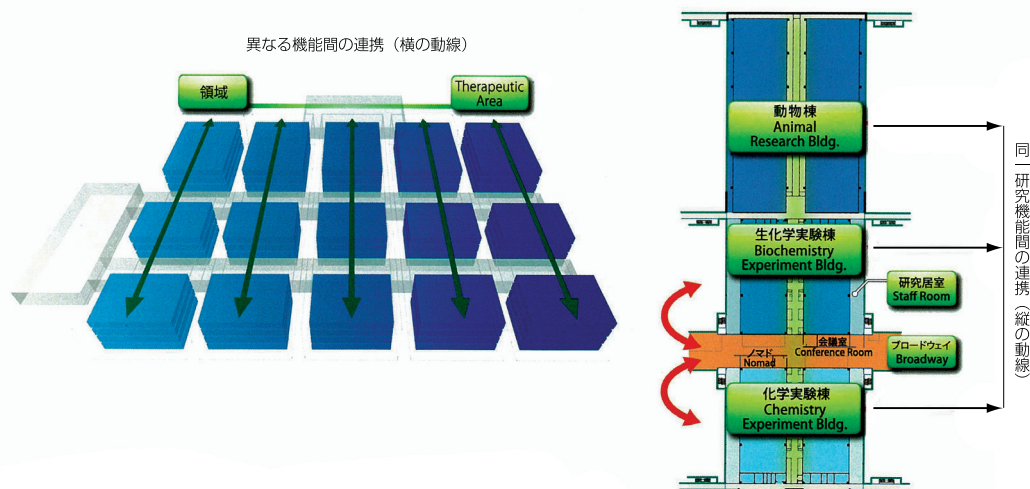 異なる機能間の連携（横の動線）
領域
Therapeutic
Area
動物棟
Animal
Research Bldg.
生化学実験棟
Biochemistry
Experiment Bldg.
研究居室
Staff Room
会議室
Conference Room
ノマド
Nomad
ブロードウェイ
Broadway
化学実験棟
Chemistry
Experiment Bldg.
同一研究機能間の連携（縦の動線）